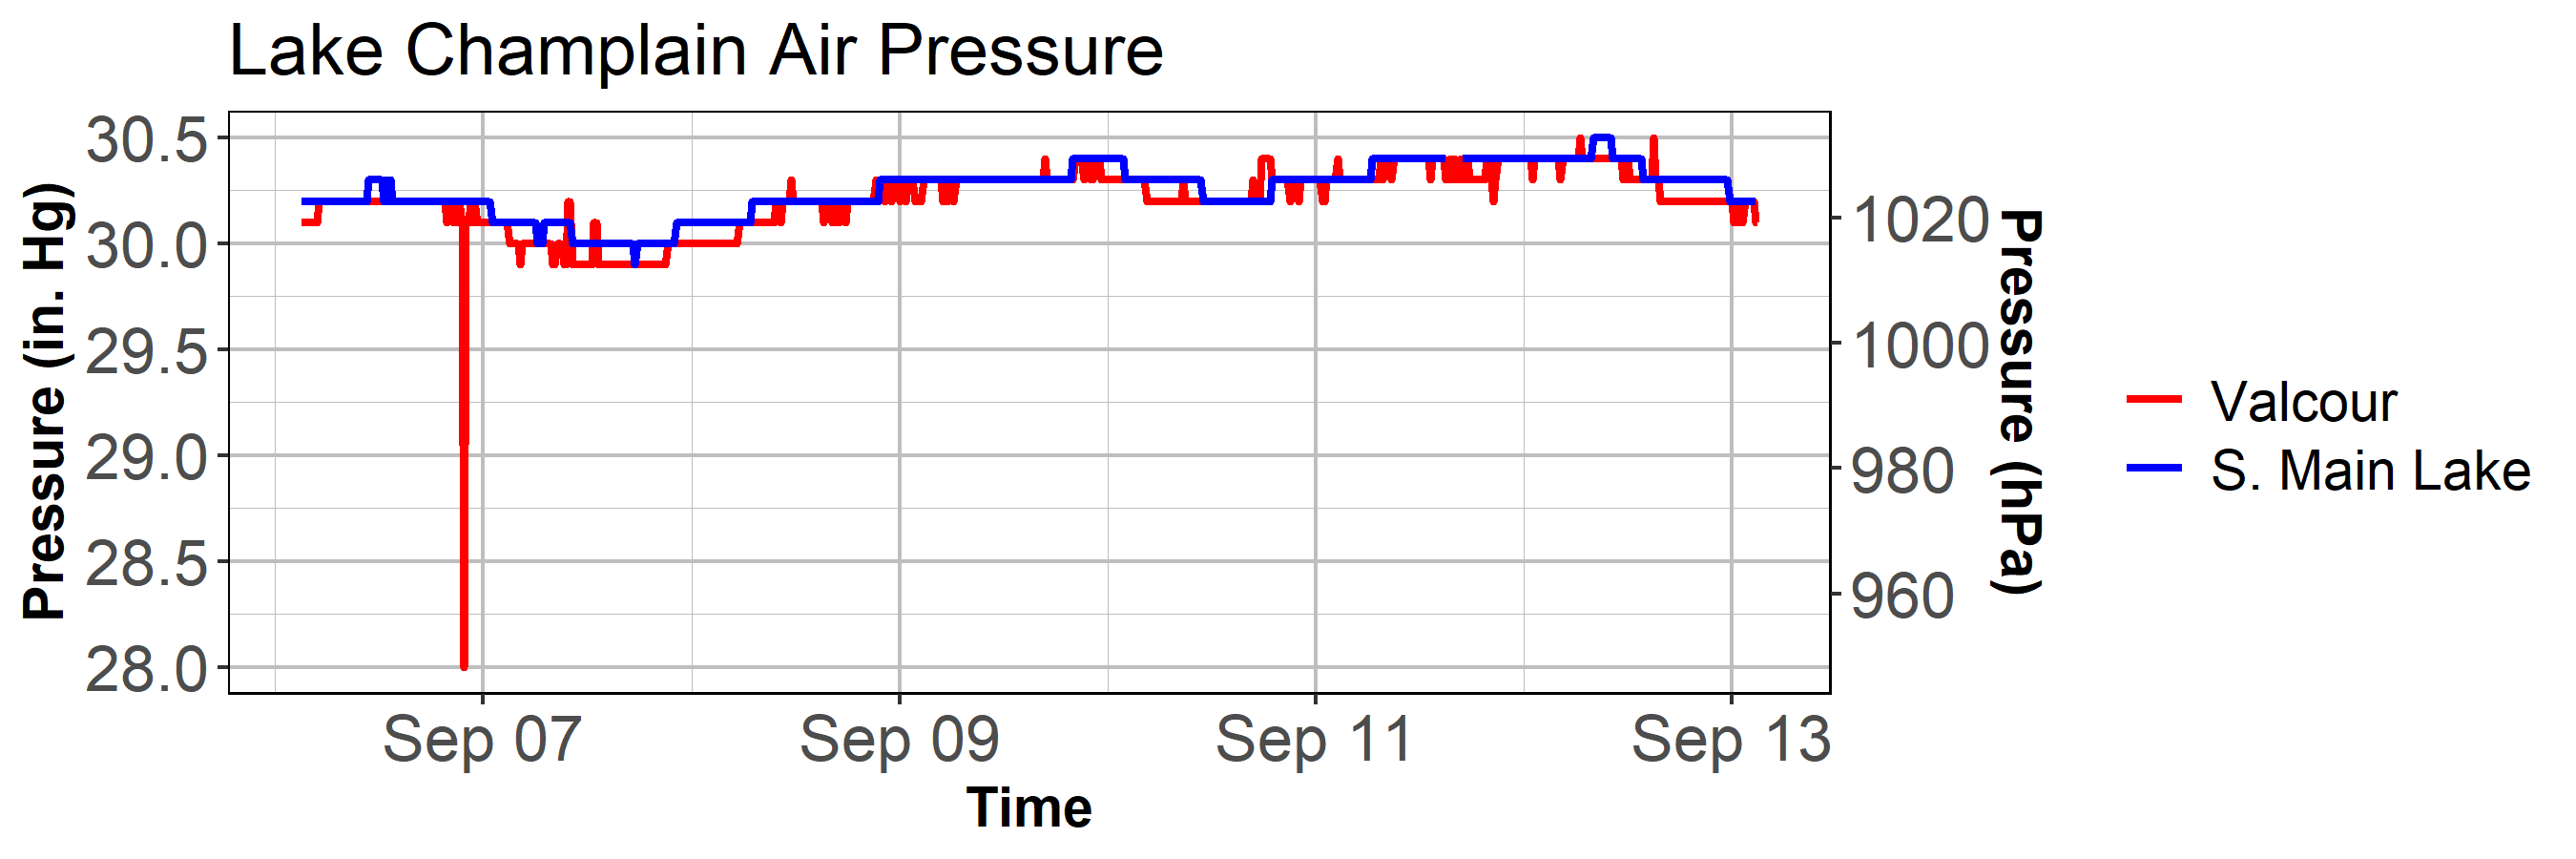 Lake Champlain Air Pressure
Pressure (in. Hg)
30.5
30.0
29.5
29.0
28.5
28.0
1020
1000
980
960
Pressure (hPa)
Sep 07
Sep 09
Sep 11
Sep 13
Time
Valcour
S. Main Lake